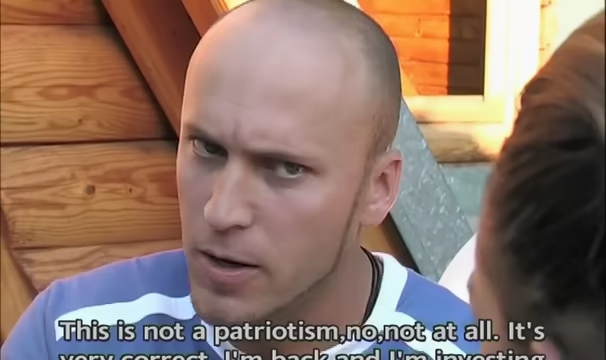 This is not a patriotism,no,not at all. It's
very correct. I'm back and I'm investing